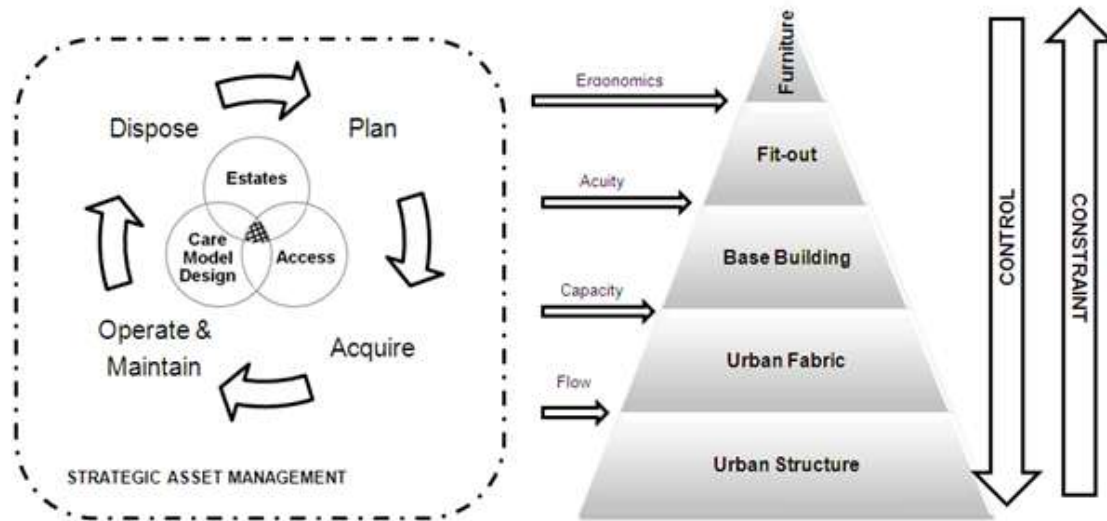 Dispose
Plan
Estates
Care
Model
Design
Access
Operate &
Maintain
Acquire
STRATEGIC ASSET MANAGEMENT
Ergonomics
Acuity
Capacity
Flow
Furniture
Fit-out
Base Building
Urban Fabric
Urban Structure
CONTROL
CONSTRAINT